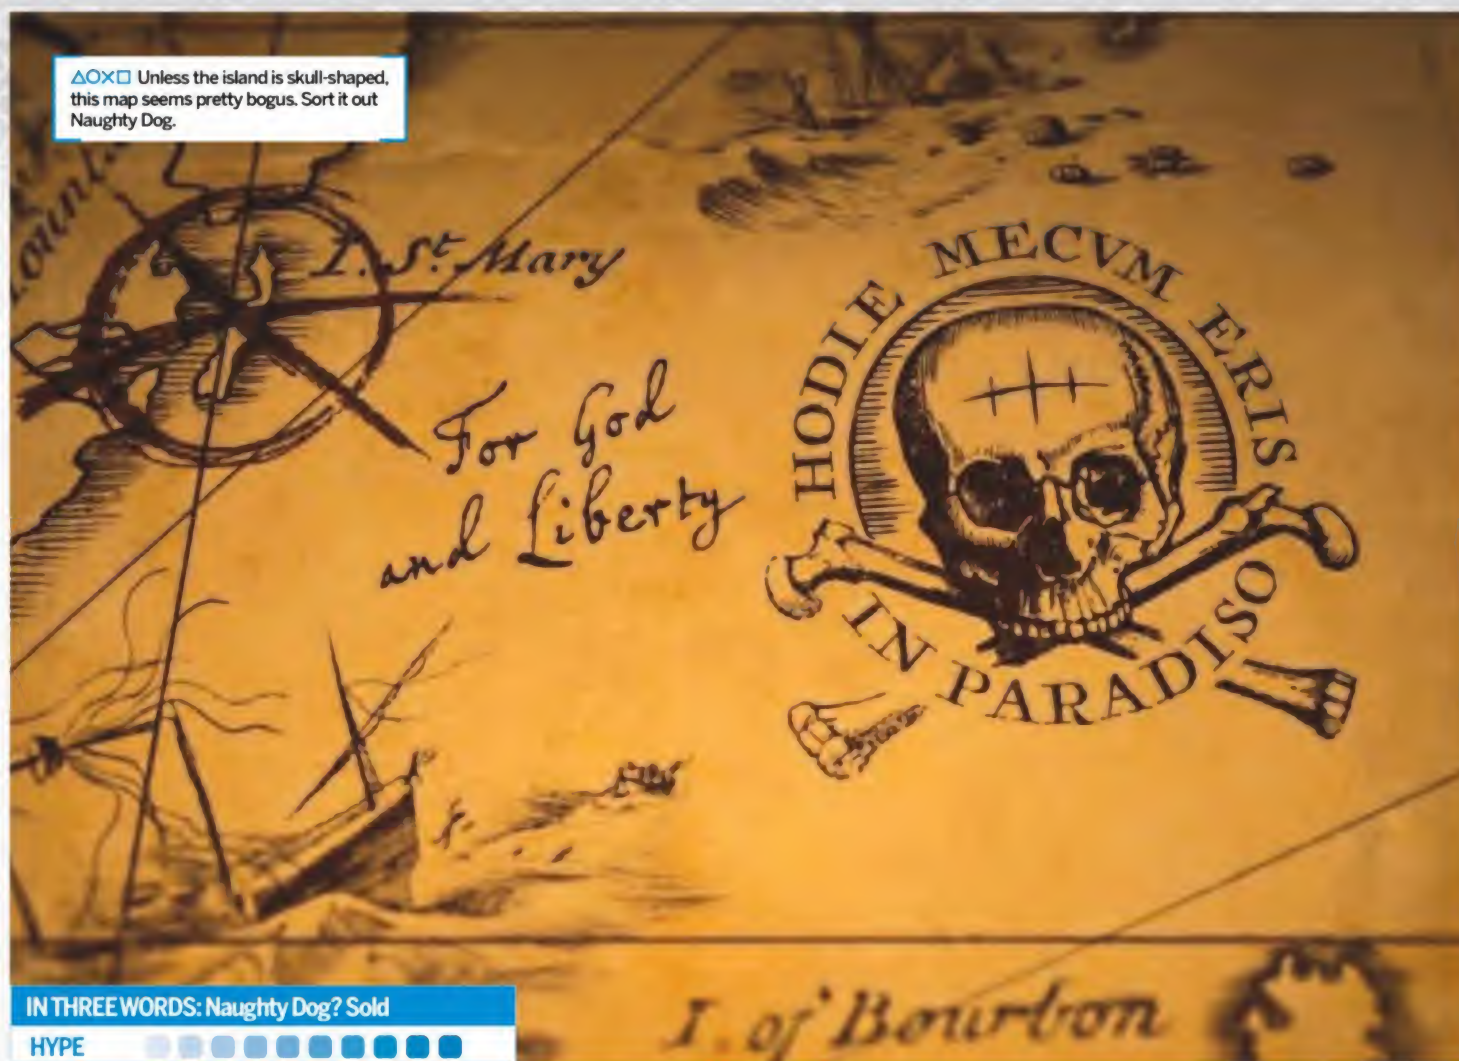 △○×□ Unless the island is skull-shaped,
this map seems pretty bogus. Sort it out
Naughty Dog.
I. St. Mary
For God
and Liberty
HODIE MECVM ERIS
IN PARADISO
I. of Bourbon
IN THREE WORDS: Naughty Dog? Sold
HYPE